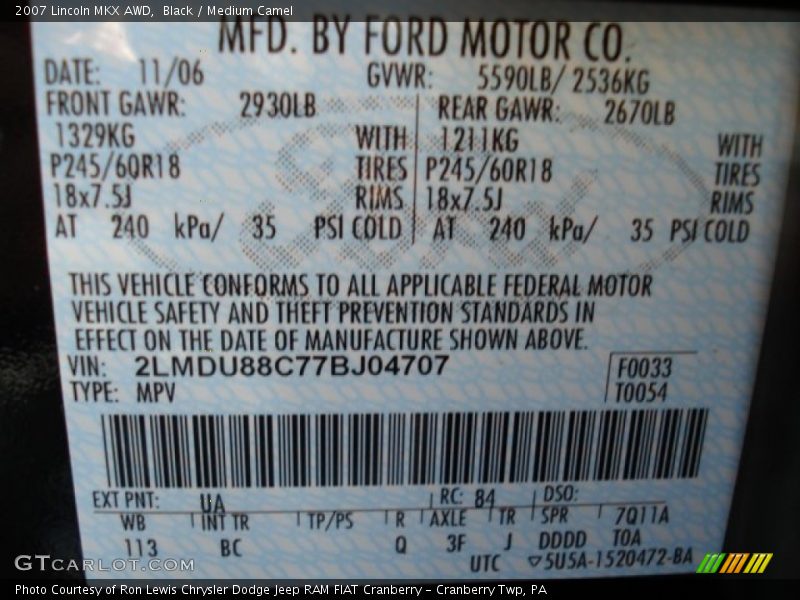 2007 Lincoln MKX AWD, Black / Medium Camel
MFD. BY FORD MOTOR CO.
DATE: 11/06 GVWR: 5590LB/ 2536KG
FRONT GAWR: 2930LB REAR GAWR: 2670LB
1329KG WITH 1211KG WITH
P245/60R18 TIRES P245/60R18 TIRES
18x7.5J RIMS 18x7.5J RIMS
AT 240 kPa/ 35 PSI COLD AT 240 kPa/ 35 PSI COLD
THIS VEHICLE CONFORMS TO ALL APPLICABLE FEDERAL MOTOR
VEHICLE SAFETY AND THEFT PREVENTION STANDARDS IN
EFFECT ON THE DATE OF MANUFACTURE SHOWN ABOVE.
VIN: 2LMDU88C77BJ04707 F0033
TYPE: MPV T0054
EXT PNT: UA RC: 84 DSO:
WB INT TR TP/PS R AXLE TR SPR 7Q11A
113 BC Q 3F J DDDD TOA
UTC ▽5U5A-1520472-BA
GTCarlot.com
Photo Courtesy of Ron Lewis Chrysler Dodge Jeep RAM FIAT Cranberry – Cranberry Twp, PA